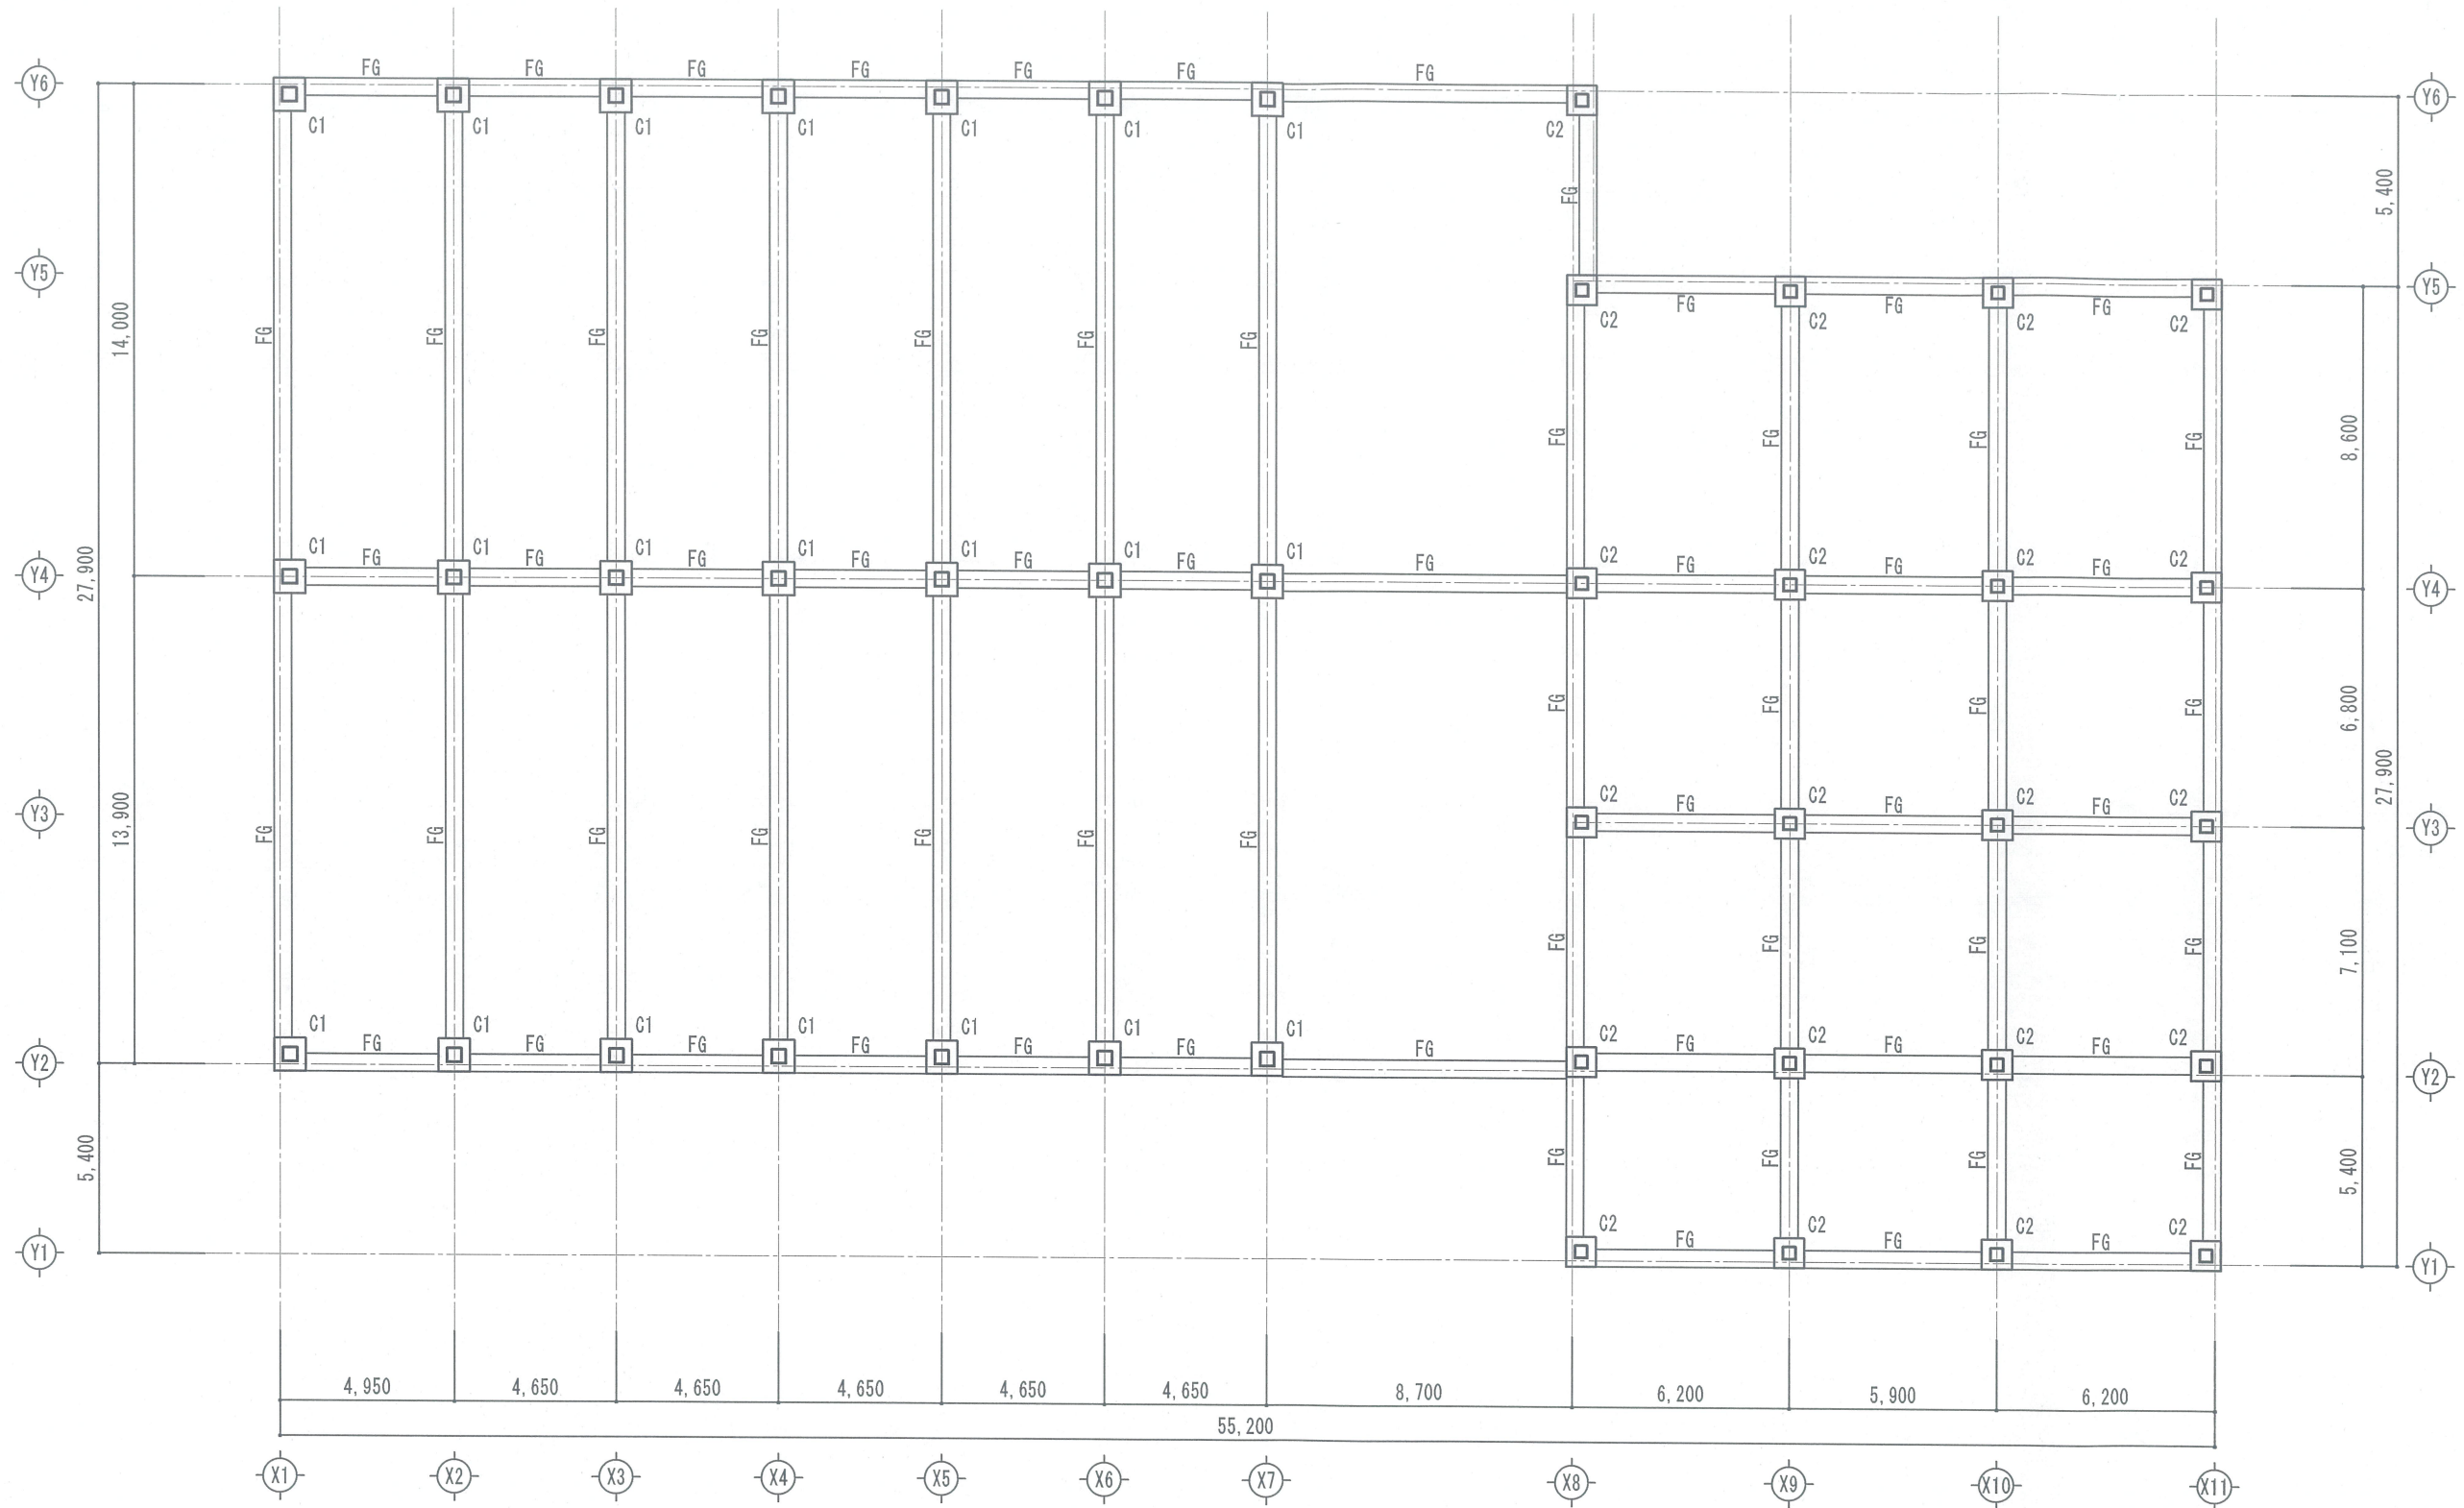 FG FG FG FG FG FG FG
Y6 Y6
C1 C1 C1 C1 C1 C1 C1 C2
FG 5,400
Y5 Y5
FG FG FG
C2 C2 C2 C2
14,000 FG FG FG FG FG FG FG
FG FG FG FG 8,600
C1 C1 C1 C1 C1 C1 C1 C2 C2 C2 C2
FG FG FG FG FG FG FG FG FG FG
Y4 27,900 Y4
FG FG FG FG 6,800
27,900
C2 C2 C2 C2
FG FG FG
Y3 Y3
13,900 FG FG FG FG FG FG FG
FG FG FG FG 7,100
C1 C1 C1 C1 C1 C1 C1 C2 C2 C2 C2
FG FG FG FG FG FG FG FG FG FG
Y2 Y2
5,400 FG FG FG FG 5,400
C2 C2 C2 C2
FG FG FG
Y1 Y1
4,950 4,650 4,650 4,650 4,650 4,650 8,700 6,200 5,900 6,200
55,200
X1 X2 X3 X4 X5 X6 X7 X8 X9 X10 X11